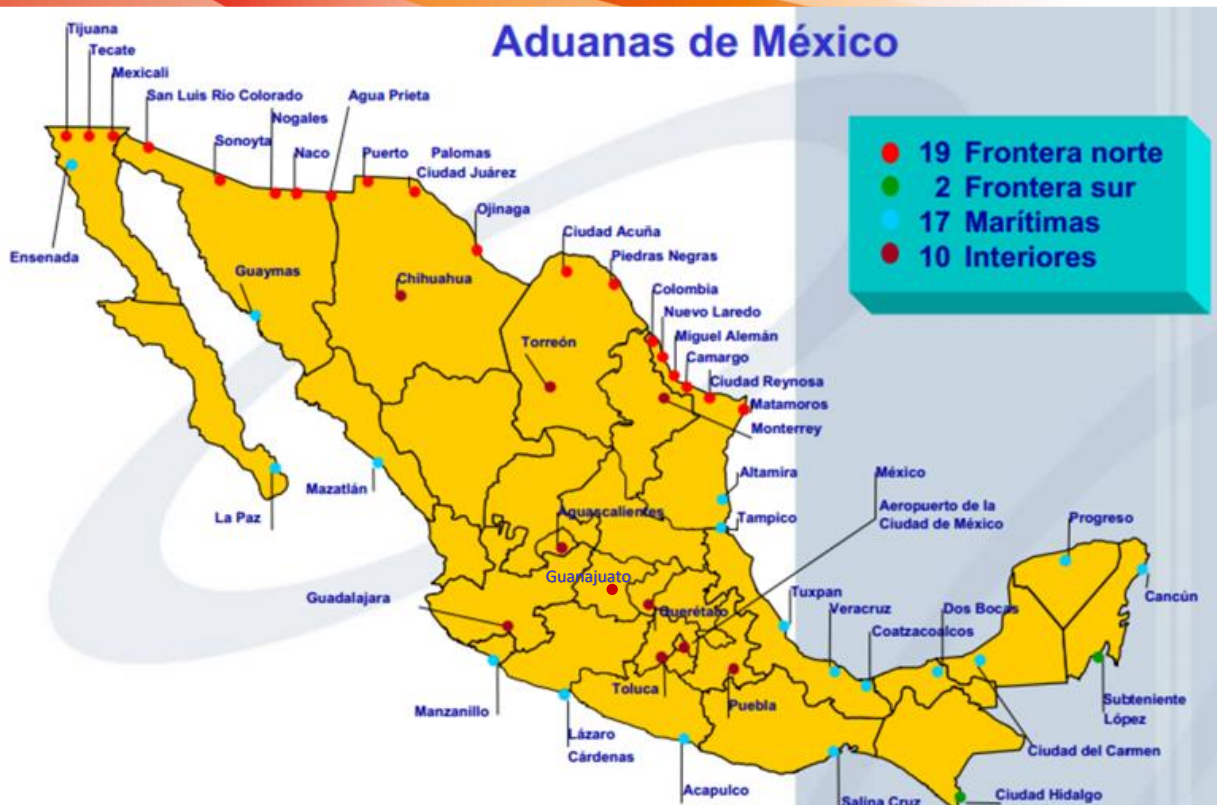 Aduanas de México
Tijuana
Tecate
Mexicali
San Luis Rio Colorado
Nogales
Agua Prieta
Sonoyta
Naco
Puerto Palomas
Ciudad Juárez
Ojinaga
Ciudad Acuña
Piedras Negras
Colombia
Nuevo Laredo
Miguel Alemán
Camargo
Ciudad Reynosa
Matamoros
Monterrey
19 Frontera norte
2 Frontera sur
17 Marítimas
10 Interiores
Ensenada
Guaymas
Chihuahua
Torreón
La Paz
Mazatlán
Altamira
Tampico
México
Aeropuerto de la
Ciudad de México
Aguascalientes
Guanajuato
Guadalajara
Querétaro
Progreso
Cancún
Tuxpan
Veracruz
Dos Bocas
Coatzacoalcos
Manzanillo
Toluca
Puebla
Subteniente
López
Lázaro
Cárdenas
Ciudad del Carmen
Acapulco
Salina Cruz
Ciudad Hidalgo